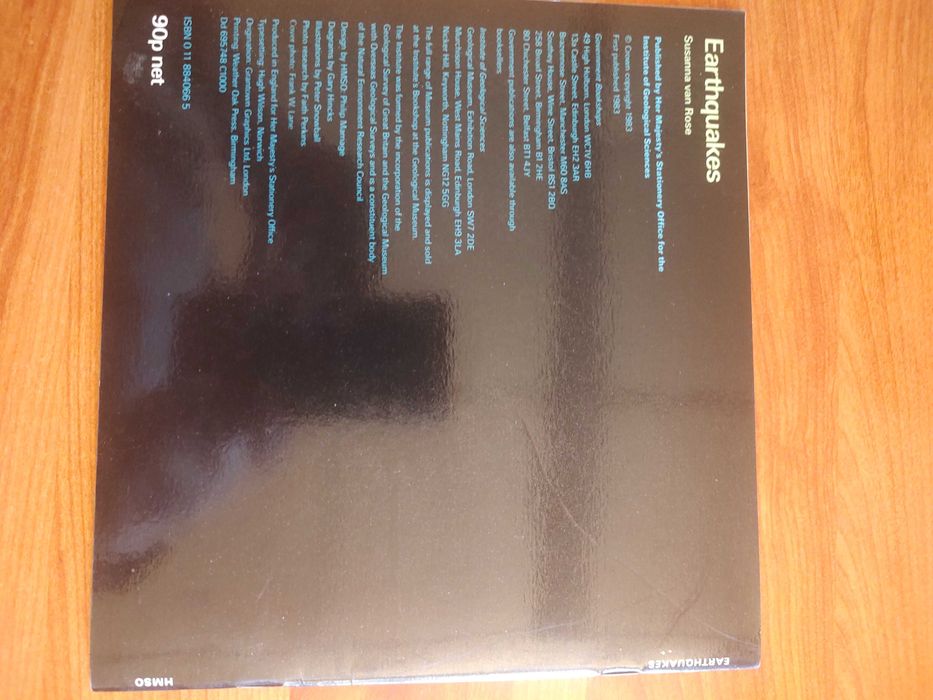 Earthquakes
Susanna van Rose
Published by Her Majesty's Stationery Office for the
Institute of Geological Sciences
© Crown copyright 1983
First published 1983
Government Bookshops
49 High Holborn, London WC1V 6HB
13a Castle Street, Edinburgh EH2 3AR
Brazennose Street, Manchester M60 8AS
Southey House, Wine Street, Bristol BS1 2BQ
258 Broad Street, Birmingham B1 2HE
80 Chichester Street, Belfast BT1 4JY
Government publications are also available through
booksellers
Institute of Geological Sciences
Geological Museum, Exhibition Road, London SW7 2DE
Murchison House, West Mains Road, Edinburgh EH9 3LA
Nicker Hill, Keyworth, Nottingham NG12 5GG
The full range of Museum publications is displayed and sold
at the Institute's Bookshop at the Geological Museum.
The Institute was formed by the incorporation of the
Geological Survey of Great Britain and the Geological Museum
with Overseas Geological Surveys and is a constituent body
of the Natural Environment Research Council
Design by HMSO : Philip Marriage
Diagrams by Gary Hincks
Illustrations by Pearl Snowball
Photo research by Faith Perkins
Cover photo: Frank W. Lane
Produced in England for Her Majesty's Stationery Office
Typesetting: Hugh Wilson, Norwich
Origination: Grawn Graphics Ltd, London
Printing: Weather Oak Press, Birmingham
Dd 695748 C1000
ISBN 0 11 884066 5
90p net
EARTHQUAKES
HMSO